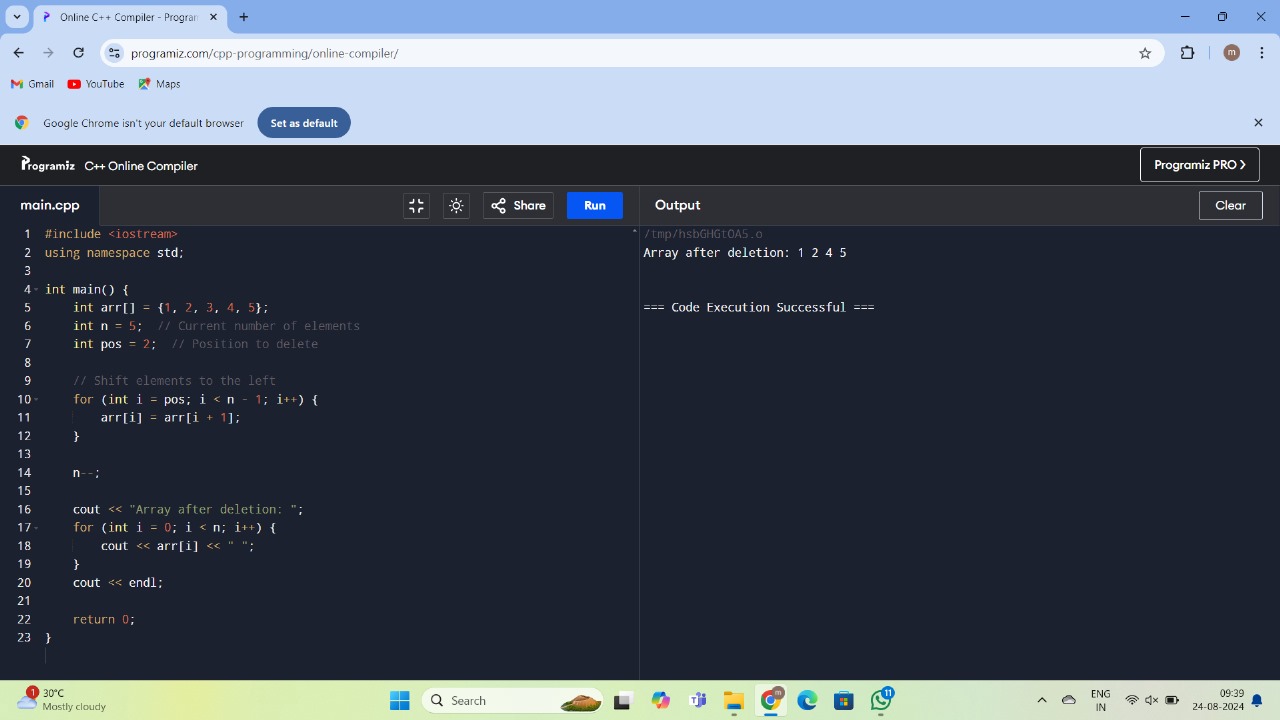 Online C++ Compiler - Program
programiz.com/cpp-programming/online-compiler/
m
Gmail YouTube Maps
Google Chrome isn't your default browser Set as default
Programiz C++ Online Compiler Programiz PRO
main.cpp Share Run Output Clear
1 #include <iostream>
2 using namespace std;
3
4 int main() {
5 int arr[] = {1, 2, 3, 4, 5};
6 int n = 5; // Current number of elements
7 int pos = 2; // Position to delete
8
9 // Shift elements to the left
10 for (int i = pos; i < n - 1; i++) {
11 arr[i] = arr[i + 1];
12 }
13
14 n--;
15
16 cout << "Array after deletion: ";
17 for (int i = 0; i < n; i++) {
18 cout << arr[i] << " ";
19 }
20 cout << endl;
21
22 return 0;
23 }
/tmp/hsbGHGtOA5.o
Array after deletion: 1 2 4 5
=== Code Execution Successful ===
1
30°C
Mostly cloudy
Search
m
11
ENG
IN
09:39
24-08-2024